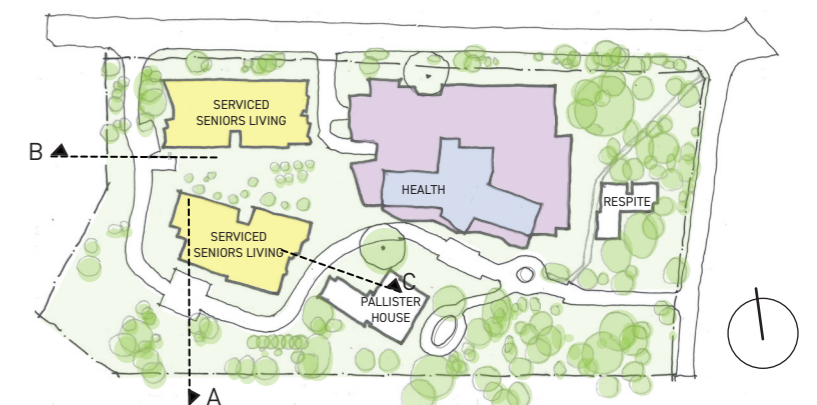 SERVICED
SENIORS LIVING
B
HEALTH
RESPITE
SERVICED
SENIORS LIVING
C
PALLISTER
HOUSE
A